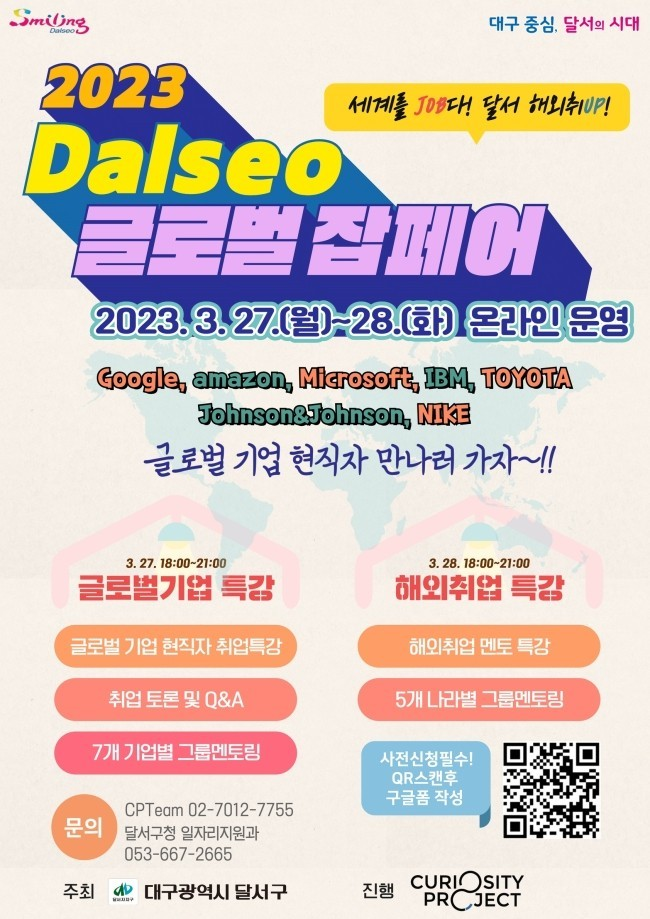 Smiling
Dalseo
대구 중심, 달서의 시대
2023
세계를 JOB다! 달서 해외취UP!
Dalseo
글로벌 잡페어
2023. 3. 27.(월)~28.(화) 온라인 운영
Google, amazon, Microsoft, IBM, TOYOTA
Johnson&Johnson, NIKE
글로벌 기업 현직자 만나러 가자~!!
3. 27. 18:00~21:00
글로벌기업 특강
글로벌 기업 현직자 취업특강
취업 토론 및 Q&A
7개 기업별 그룹멘토링
3. 28. 18:00~21:00
해외취업 특강
해외취업 멘토 특강
5개 나라별 그룹멘토링
사전신청필수!
QR스캔후
구글폼 작성
문의
CPTeam 02-7012-7755
달서구청 일자리지원과
053-667-2665
주최
대구광역시 달서구
진행
CURIOSITY
PROJECT